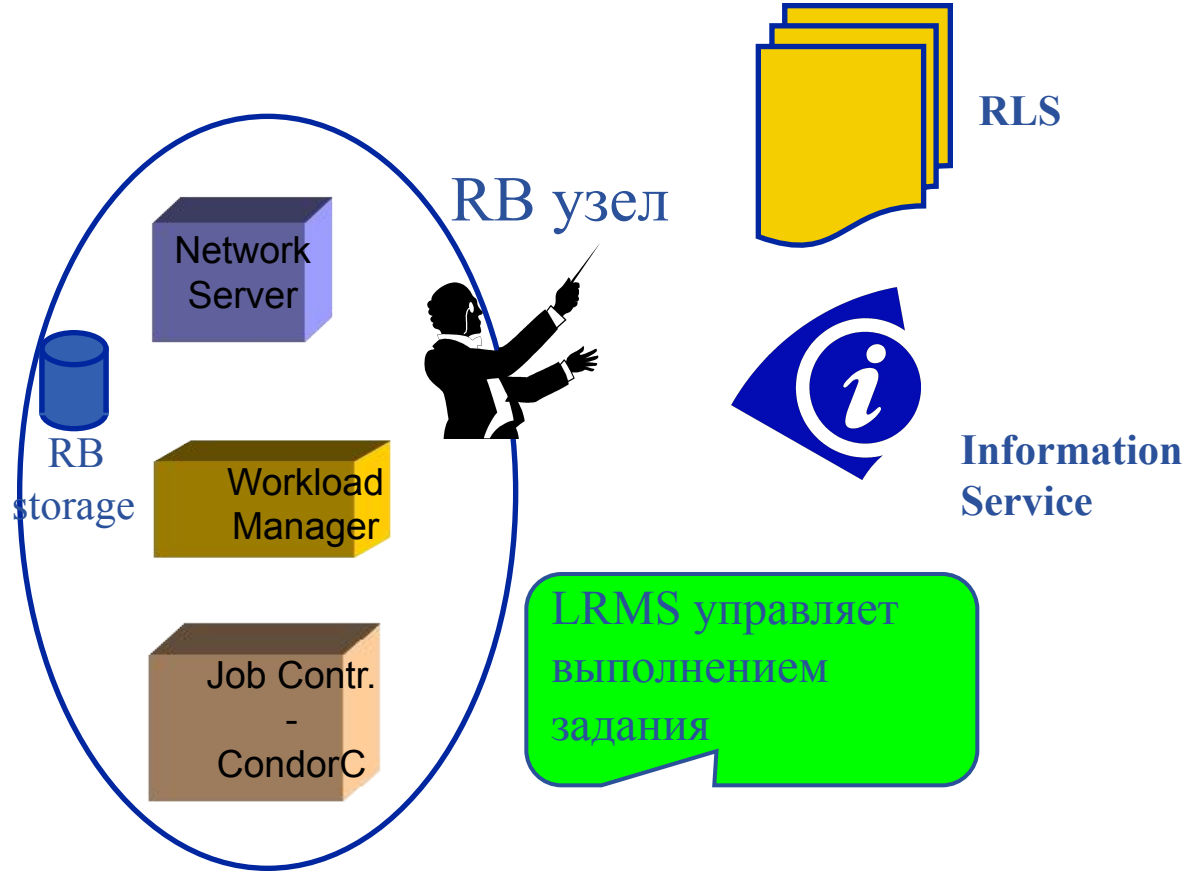 RLS
RB узел
Network
Server
RB
storage
Workload
Manager
Information
Service
LRMS управляет
выполнением
задания
Job Contr.
-
CondorC
i